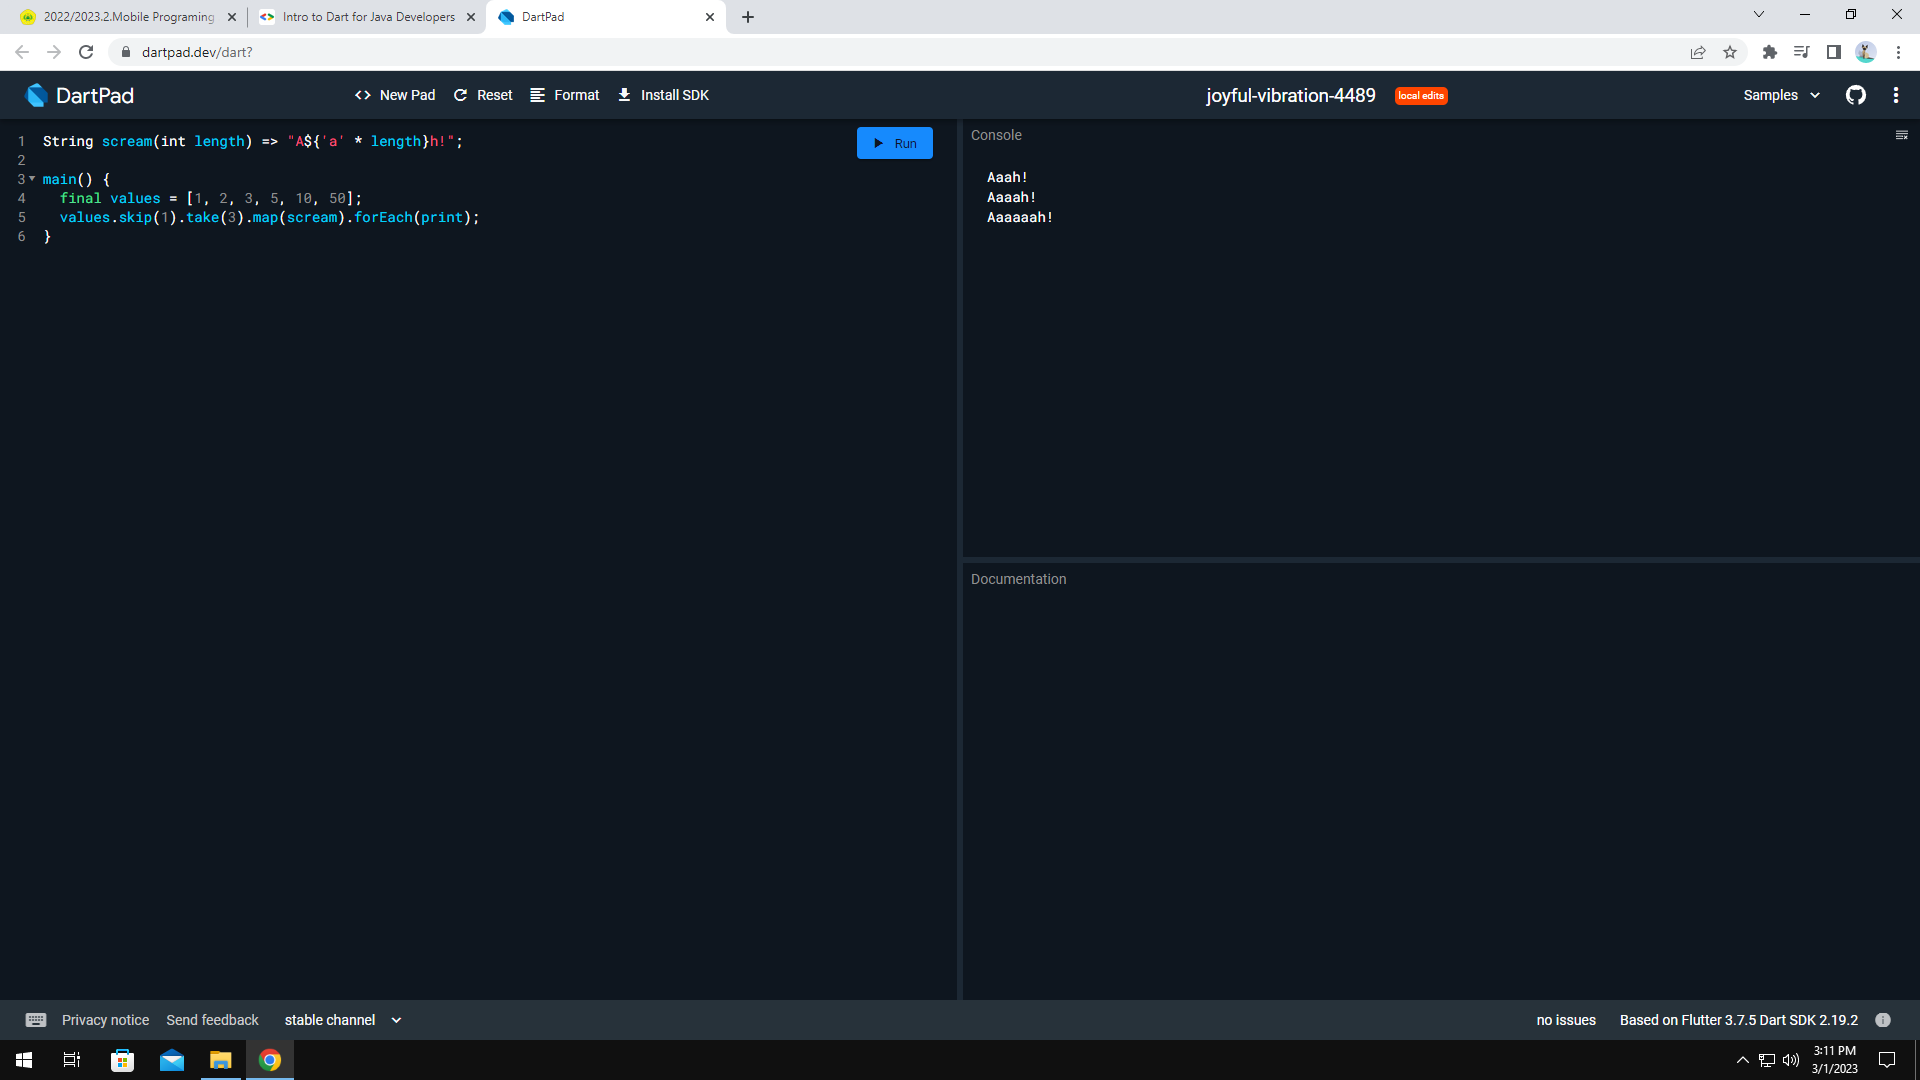 2022/2023.2.Mobile Programing
Intro to Dart for Java Developers
DartPad
dartpad.dev/dart?
DartPad
<> New Pad
Reset
Format
Install SDK
joyful-vibration-4489
local edits
Samples
1 String scream(int length) => "A${'a' * length}h!";
2
3 main() {
4 final values = [1, 2, 3, 5, 10, 50];
5 values.skip(1).take(3).map(scream).forEach(print);
6 }
Run
Console
Aaah!
Aaaah!
Aaaaaah!
Documentation
Privacy notice
Send feedback
stable channel
no issues
Based on Flutter 3.7.5 Dart SDK 2.19.2
3:11 PM
3/1/2023